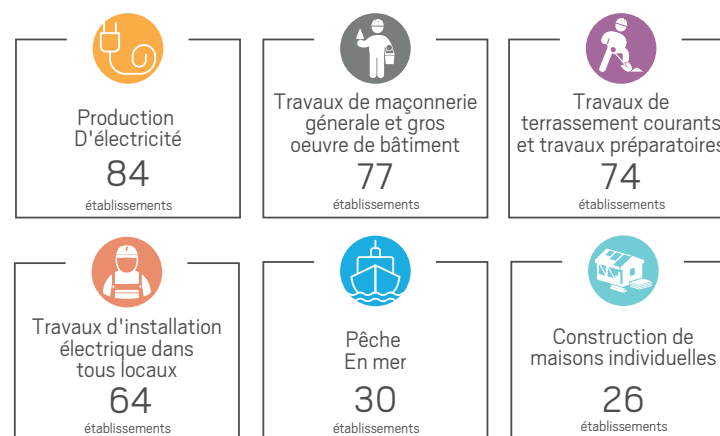 Production
D'électricité
84
établissements
Travaux de maçonnerie
génerale et gros
oeuvre de bâtiment
77
établissements
Travaux de
terrassement courants
et travaux préparatoires
74
établissements
Travaux d'installation
électrique dans
tous locaux
64
établissements
Pêche
En mer
30
établissements
Construction de
maisons individuelles
26
établissements